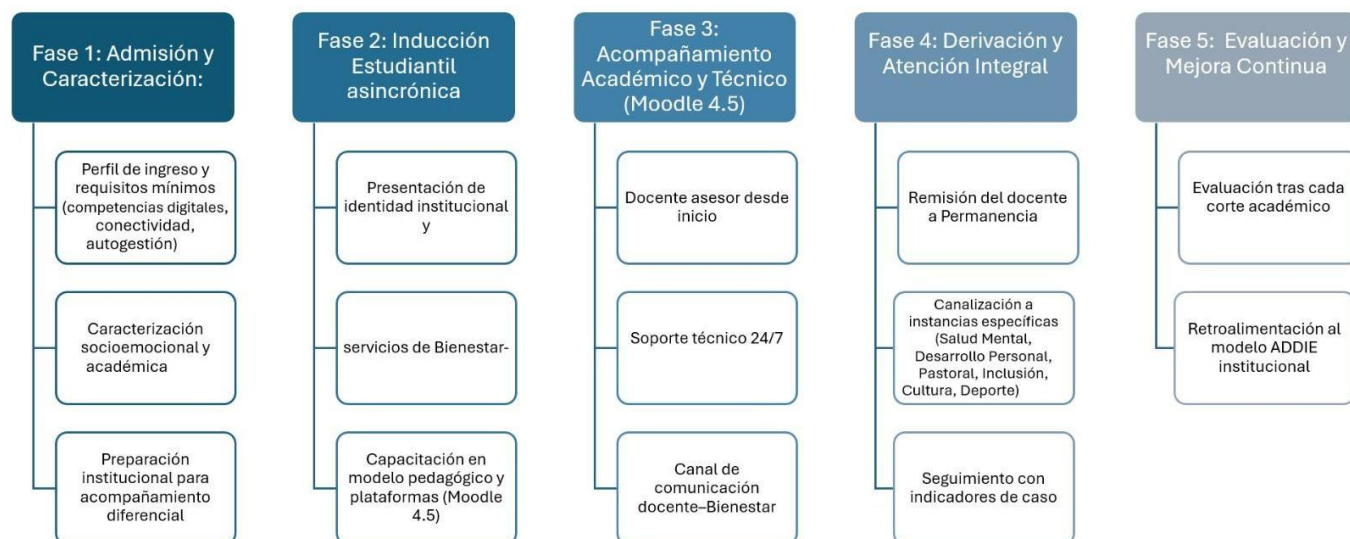 Fase 1: Admisión y
Caracterización:
Perfil de ingreso y
requisitos mínimos
(competencias digitales,
conectividad,
autogestión)
Caracterización
socioemocional y
académica
Preparación
institucional para
acompañamiento
diferencial
Fase 2: Inducción
Estudiantil
asincrónica
Presentación de
identidad institucional
y
servicios de Bienestar-
Capacitación en
modelo pedagógico y
plataformas (Moodle
4.5)
Fase 3:
Acompañamiento
Académico y Técnico
(Moodle 4.5)
Docente asesor desde
inicio
Soporte técnico 24/7
Canal de
comunicación
docente–Bienestar
Fase 4: Derivación y
Atención Integral
Remisión del docente
a Permanencia
Canalización a
instancias específicas
(Salud Mental,
Desarrollo Personal,
Pastoral, Inclusión,
Cultura, Deporte)
Seguimiento con
indicadores de caso
Fase 5: Evaluación y
Mejora Continua
Evaluación tras cada
corte académico
Retroalimentación al
modelo ADDIE
institucional